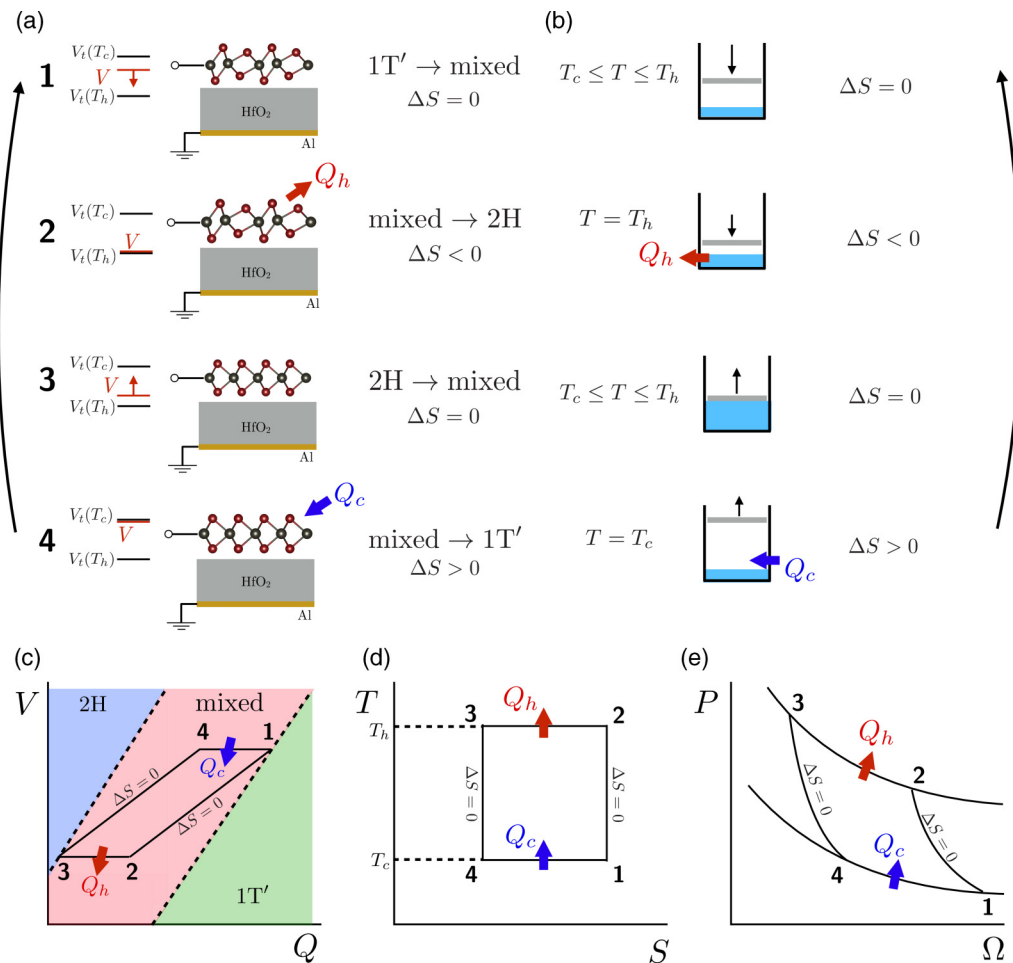 (a)
(b)
1
V_t(T_c)
V
V_t(T_h)
HfO₂
Al
1T′ → mixed
ΔS = 0
T_c ≤ T ≤ T_h
ΔS = 0
2
V_t(T_c)
V
V_t(T_h)
Q_h
HfO₂
Al
mixed → 2H
ΔS < 0
T = T_h
Q_h
ΔS < 0
3
V_t(T_c)
V
V_t(T_h)
HfO₂
Al
2H → mixed
ΔS = 0
T_c ≤ T ≤ T_h
ΔS = 0
4
V_t(T_c)
V
V_t(T_h)
Q_c
HfO₂
Al
mixed → 1T′
ΔS > 0
T = T_c
Q_c
ΔS > 0
(c)
V
2H
mixed
4
1
Q_c
ΔS = 0
ΔS = 0
3
2
Q_h
1T′
Q
(d)
T
T_h
3
Q_h
2
ΔS = 0
ΔS = 0
T_c
Q_c
4
1
S
(e)
P
3
Q_h
2
ΔS = 0
ΔS = 0
4
Q_c
1
Ω